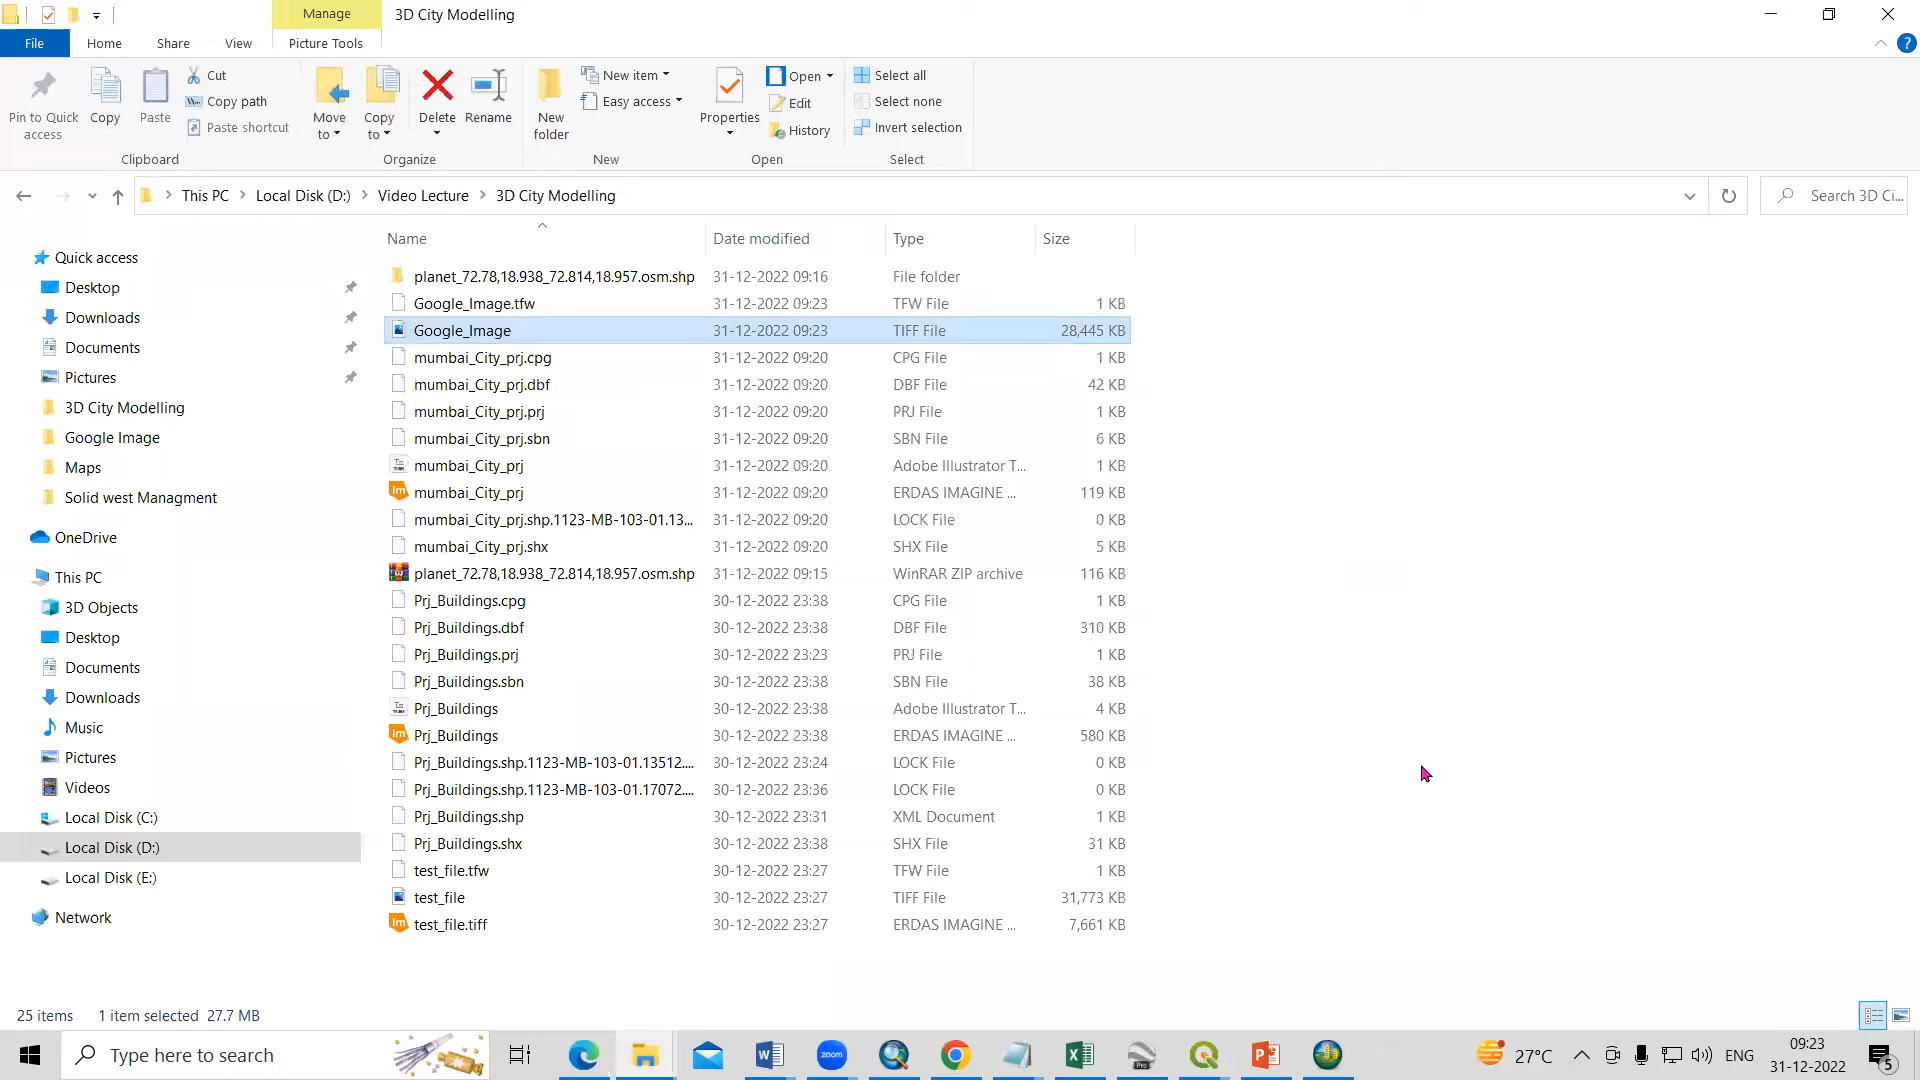 Manage
3D City Modelling
File
Home
Share
View
Picture Tools
Pin to Quick access
Copy
Paste
Cut
Copy path
Paste shortcut
Move to
Copy to
Delete
Rename
New folder
New item
Easy access
Properties
Open
Edit
History
Select all
Select none
Invert selection
Clipboard
Organize
New
Open
Select
This PC
Local Disk (D:)
Video Lecture
3D City Modelling
Search 3D Ci...
Name Date modified Type Size
Quick access
Desktop
Downloads
Documents
Pictures
3D City Modelling
Google Image
Maps
Solid west Managment
OneDrive
This PC
3D Objects
Desktop
Documents
Downloads
Music
Pictures
Videos
Local Disk (C:)
Local Disk (D:)
Local Disk (E:)
Network
planet_72.78,18.938_72.814,18.957.osm.shp 31-12-2022 09:16 File folder
Google_Image.tfw 31-12-2022 09:23 TFW File 1 KB
Google_Image 31-12-2022 09:23 TIFF File 28,445 KB
mumbai_City_prj.cpg 31-12-2022 09:20 CPG File 1 KB
mumbai_City_prj.dbf 31-12-2022 09:20 DBF File 42 KB
mumbai_City_prj.prj 31-12-2022 09:20 PRJ File 1 KB
mumbai_City_prj.sbn 31-12-2022 09:20 SBN File 6 KB
mumbai_City_prj 31-12-2022 09:20 Adobe Illustrator T... 1 KB
mumbai_City_prj 31-12-2022 09:20 ERDAS IMAGINE ... 119 KB
mumbai_City_prj.shp.1123-MB-103-01.13... 31-12-2022 09:20 LOCK File 0 KB
mumbai_City_prj.shx 31-12-2022 09:20 SHX File 5 KB
planet_72.78,18.938_72.814,18.957.osm.shp 31-12-2022 09:15 WinRAR ZIP archive 116 KB
Prj_Buildings.cpg 30-12-2022 23:38 CPG File 1 KB
Prj_Buildings.dbf 30-12-2022 23:38 DBF File 310 KB
Prj_Buildings.prj 30-12-2022 23:23 PRJ File 1 KB
Prj_Buildings.sbn 30-12-2022 23:38 SBN File 38 KB
Prj_Buildings 30-12-2022 23:38 Adobe Illustrator T... 4 KB
Prj_Buildings 30-12-2022 23:38 ERDAS IMAGINE ... 580 KB
Prj_Buildings.shp.1123-MB-103-01.13512.... 30-12-2022 23:24 LOCK File 0 KB
Prj_Buildings.shp.1123-MB-103-01.17072.... 30-12-2022 23:36 LOCK File 0 KB
Prj_Buildings.shp 30-12-2022 23:31 XML Document 1 KB
Prj_Buildings.shx 30-12-2022 23:38 SHX File 31 KB
test_file.tfw 30-12-2022 23:27 TFW File 1 KB
test_file 30-12-2022 23:27 TIFF File 31,773 KB
test_file.tiff 30-12-2022 23:27 ERDAS IMAGINE ... 7,661 KB
25 items 1 item selected 27.7 MB
Type here to search
zoom
Pro
27°C
ENG
09:23
31-12-2022
5